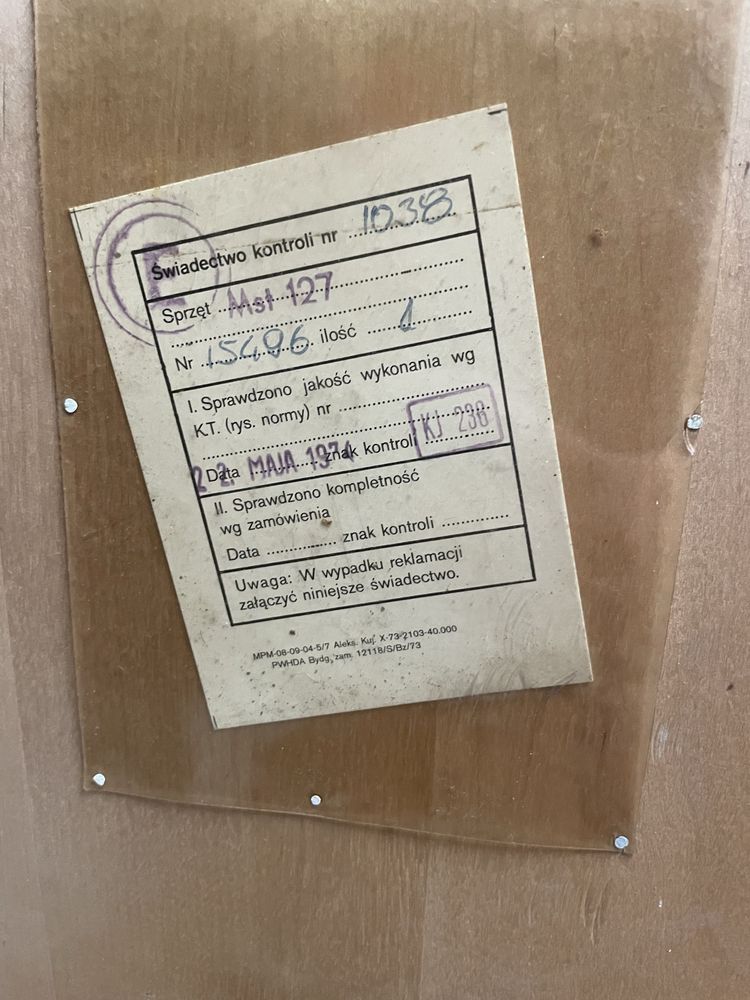 E
Świadectwo kontroli nr 1038
Sprzęt Mst 127
Nr 15496 ilość 1
I. Sprawdzono jakość wykonania wg
K.T. (rys. normy) nr
Data 22. MAJA 1974 znak kontroli KJ 238
II. Sprawdzono kompletność
wg zamówienia
Data znak kontroli
Uwaga: W wypadku reklamacji
załączyć niniejsze świadectwo.
MPM-08-09-04-5/7 Aleks. Kuj. X-73-2103-40.000
PWHDA Bydg, zam. 12118/S/Bz/73